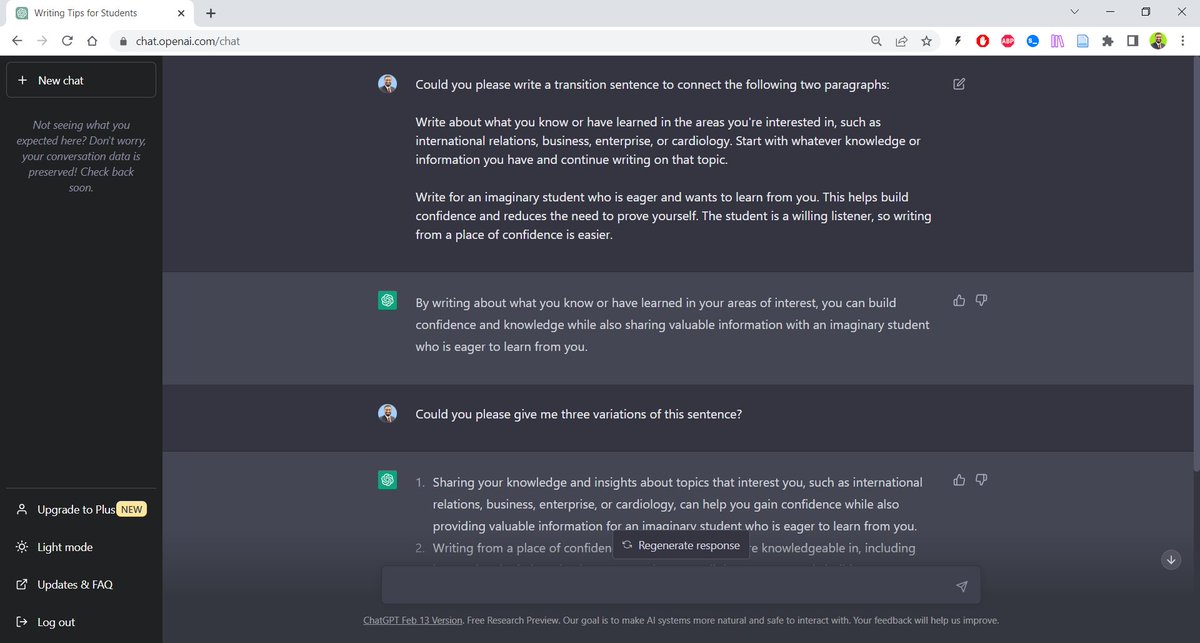 Writing Tips for Students
chat.openai.com/chat
ABP
New chat
Not seeing what you
expected here? Don't worry,
your conversation data is
preserved! Check back
soon.
Could you please write a transition sentence to connect the following two paragraphs:
Write about what you know or have learned in the areas you're interested in, such as
international relations, business, enterprise, or cardiology. Start with whatever knowledge or
information you have and continue writing on that topic.
Write for an imaginary student who is eager and wants to learn from you. This helps build
confidence and reduces the need to prove yourself. The student is a willing listener, so writing
from a place of confidence is easier.
By writing about what you know or have learned in your areas of interest, you can build
confidence and knowledge while also sharing valuable information with an imaginary student
who is eager to learn from you.
Could you please give me three variations of this sentence?
1. Sharing your knowledge and insights about topics that interest you, such as international
relations, business, enterprise, or cardiology, can help you gain confidence while also
providing valuable information for an imaginary student who is eager to learn from you.
2. Writing from a place of knowledgeable in, including
Regenerate response
Upgrade to Plus NEW
Light mode
Updates & FAQ
Log out
ChatGPT Feb 13 Version. Free Research Preview. Our goal is to make AI systems more natural and safe to interact with. Your feedback will help us improve.